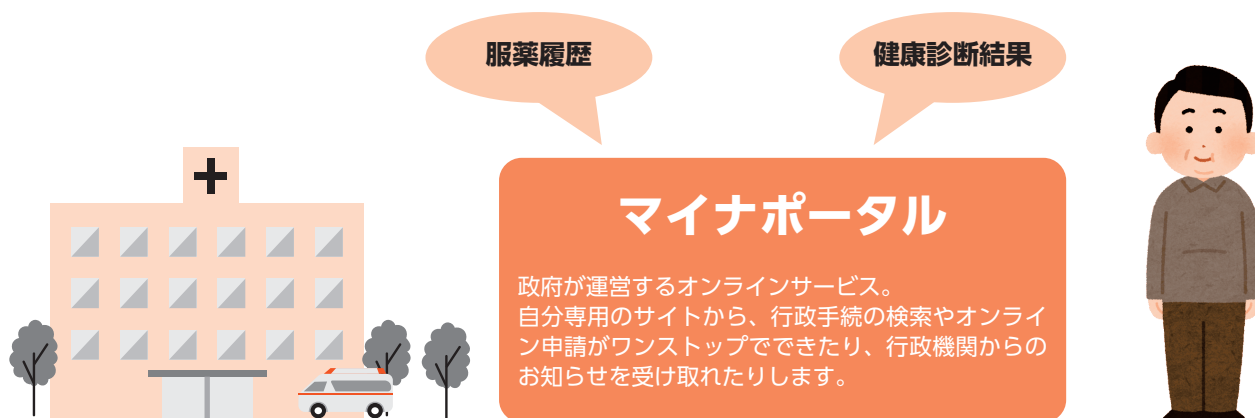 服薬履歴
健康診断結果
マイナポータル
政府が運営するオンラインサービス。
自分専用のサイトから、行政手続の検索やオンライ
ン申請がワンストップでできたり、行政機関からの
お知らせを受け取れたりします。